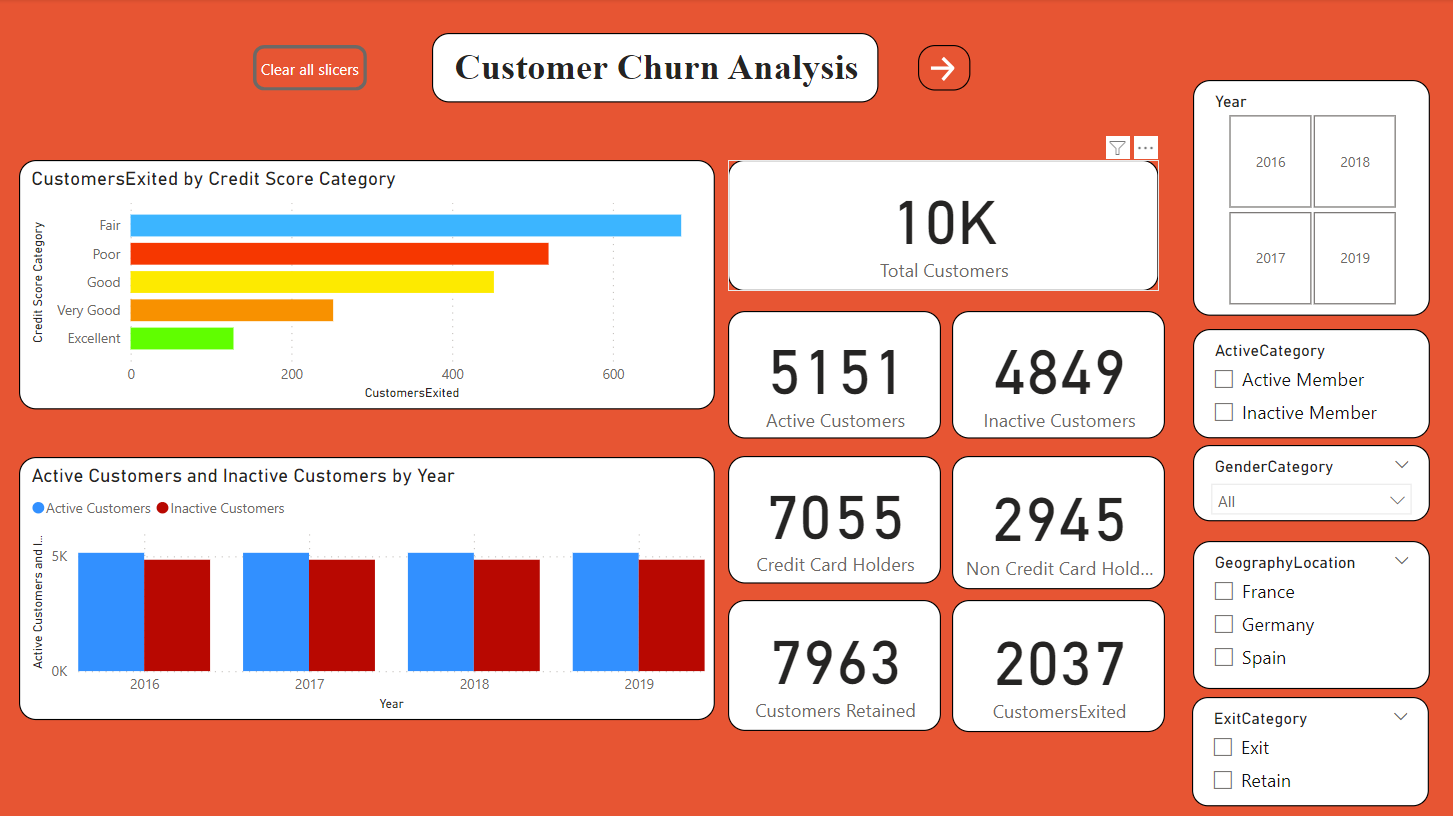 Clear all slicers
Customer Churn Analysis
CustomersExited by Credit Score Category
Credit Score Category
Fair
Poor
Good
Very Good
Excellent
0
200
400
600
CustomersExited
Active Customers and Inactive Customers by Year
Active Customers
Inactive Customers
Active Customers and I...
5K
0K
2016
2017
2018
2019
Year
10K
Total Customers
5151
Active Customers
4849
Inactive Customers
7055
Credit Card Holders
2945
Non Credit Card Hold...
7963
Customers Retained
2037
CustomersExited
Year
2016
2018
2017
2019
ActiveCategory
Active Member
Inactive Member
GenderCategory
All
GeographyLocation
France
Germany
Spain
ExitCategory
Exit
Retain